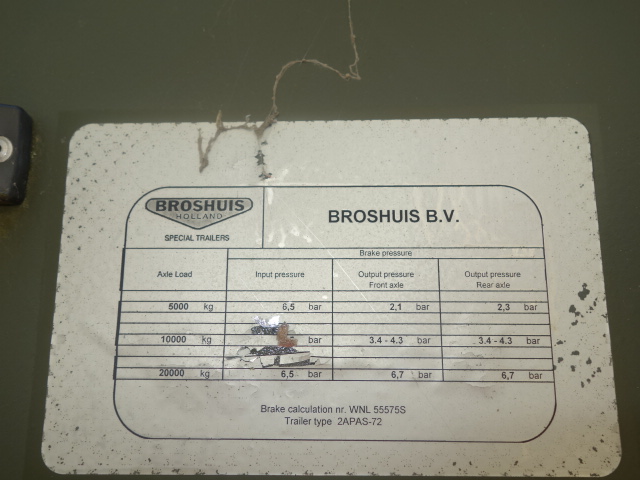 BROSHUIS
HOLLAND
SPECIAL TRAILERS
BROSHUIS B.V.
Brake pressure
Axle Load Input pressure Output pressure Front axle Output pressure Rear axle
5000 kg 6,5 bar 2,1 bar 2,3 bar
10000 kg bar 3.4 - 4.3 bar 3.4 - 4.3 bar
20000 kg 6,5 bar 6,7 bar 6,7 bar
Brake calculation nr. WNL 55575S
Trailer type 2APAS-72